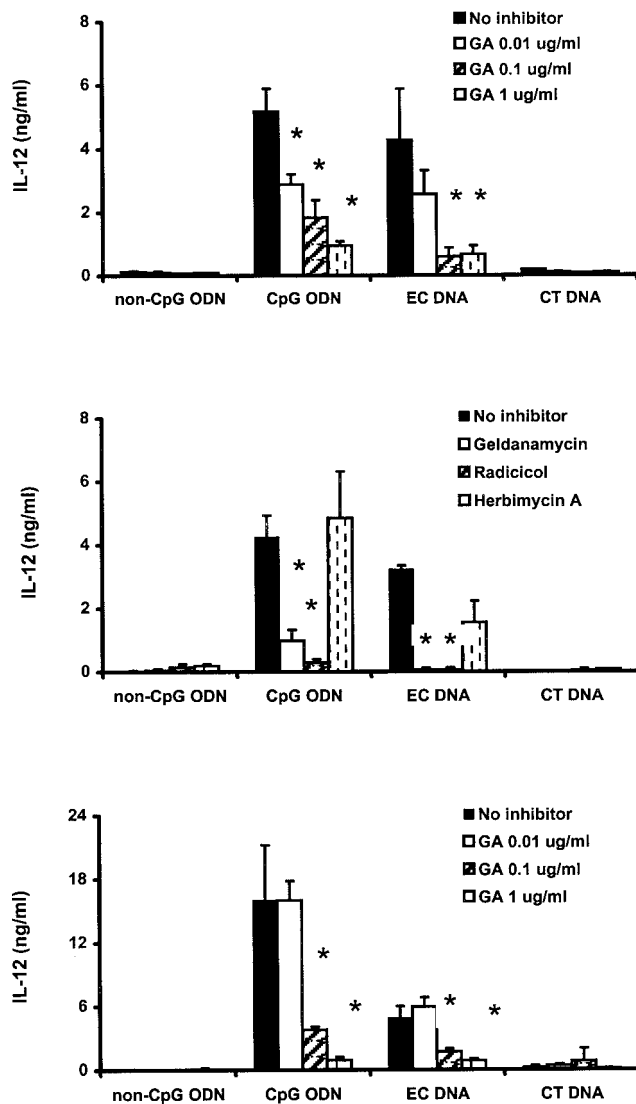 8
6
4
2
0
IL-12 (ng/ml)
No inhibitor
GA 0.01 ug/ml
GA 0.1 ug/ml
GA 1 ug/ml
* * *
* *
non-CpG ODN CpG ODN EC DNA CT DNA
8
6
4
2
0
IL-12 (ng/ml)
No inhibitor
Geldanamycin
Radicicol
Herbimycin A
* *
* *
non-CpG ODN CpG ODN EC DNA CT DNA
24
18
12
6
0
IL-12 (ng/ml)
No inhibitor
GA 0.01 ug/ml
GA 0.1 ug/ml
GA 1 ug/ml
* *
* *
non-CpG ODN CpG ODN EC DNA CT DNA